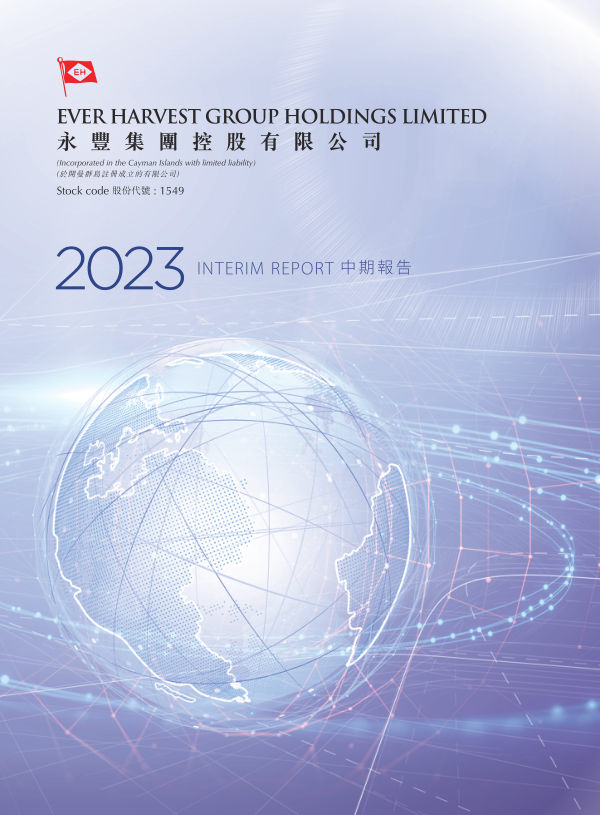 EH
EVER HARVEST GROUP HOLDINGS LIMITED
永豐集團控股有限公司
(Incorporated in the Cayman Islands with limited liability)
(於開曼群島註冊成立的有限公司)
Stock code 股份代號 : 1549
2023 INTERIM REPORT 中期報告